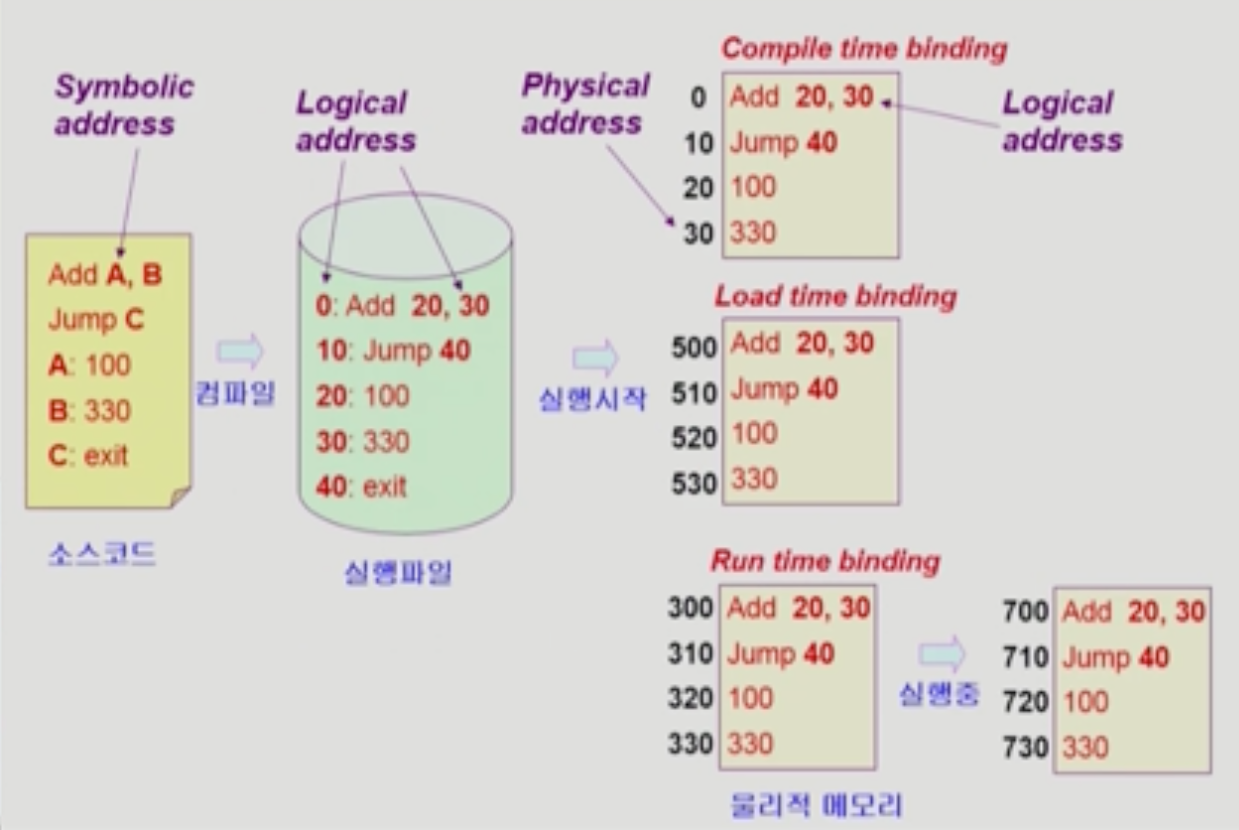 Symbolic
address
Add A, B
Jump C
A: 100
B: 330
C: exit
소스코드
컴파일
Logical
address
0: Add 20, 30
10: Jump 40
20: 100
30: 330
40: exit
실행파일
실행시작
Physical
address
Compile time binding
0 Add 20, 30
10 Jump 40
20 100
30 330
Logical
address
Load time binding
500 Add 20, 30
510 Jump 40
520 100
530 330
Run time binding
300 Add 20, 30
310 Jump 40
320 100
330 330
실행중
700 Add 20, 30
710 Jump 40
720 100
730 330
물리적 메모리